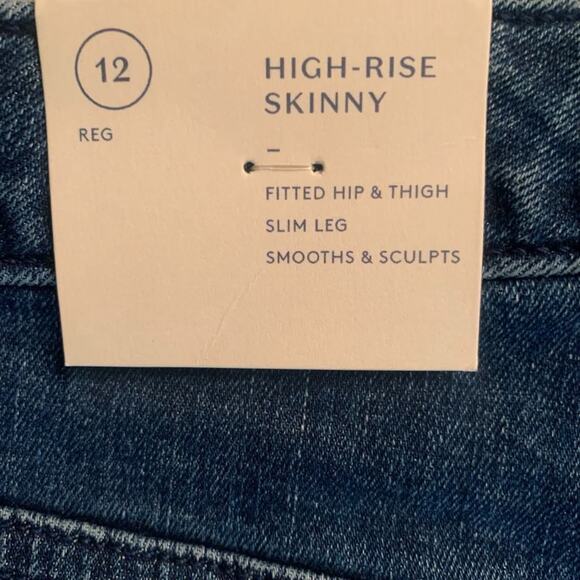 12
REG
HIGH-RISE
SKINNY
–
FITTED HIP & THIGH
SLIM LEG
SMOOTHS & SCULPTS